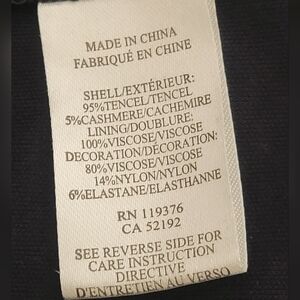 MADE IN CHINA
FABRIQUÉ EN CHINE
SHELL/EXTÉRIEUR:
95%TENCEL/TENCEL
5%CASHMERE/CACHEMIRE
LINING/DOUBLURE:
100%VISCOSE/VISCOSE
DECORATION/DÉCORATION:
80%VISCOSE/VISCOSE
14%NYLON/NYLON
6%ELASTANE/ELASTHANNE
RN 119376
CA 52192
SEE REVERSE SIDE FOR
CARE INSTRUCTION
DIRECTIVE
D'ENTRETIEN AU VERSO